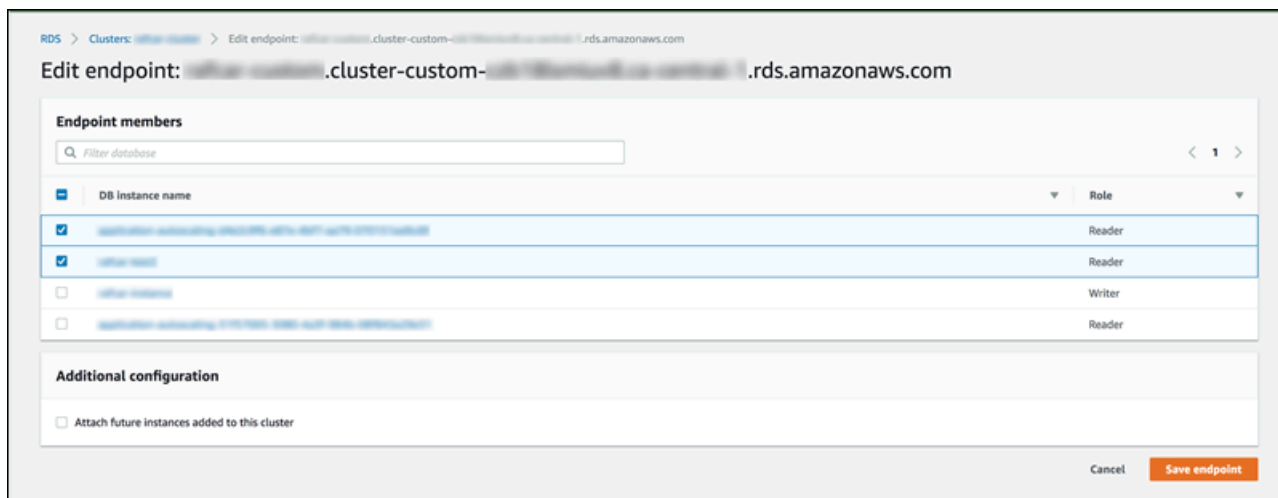 RDS > Clusters: > Edit endpoint: .cluster-custom- .rds.amazonaws.com
Edit endpoint: .cluster-custom- .rds.amazonaws.com
Endpoint members
Filter database
< 1 >
DB instance name Role
Reader
Reader
Writer
Reader
Additional configuration
Attach future instances added to this cluster
Cancel Save endpoint